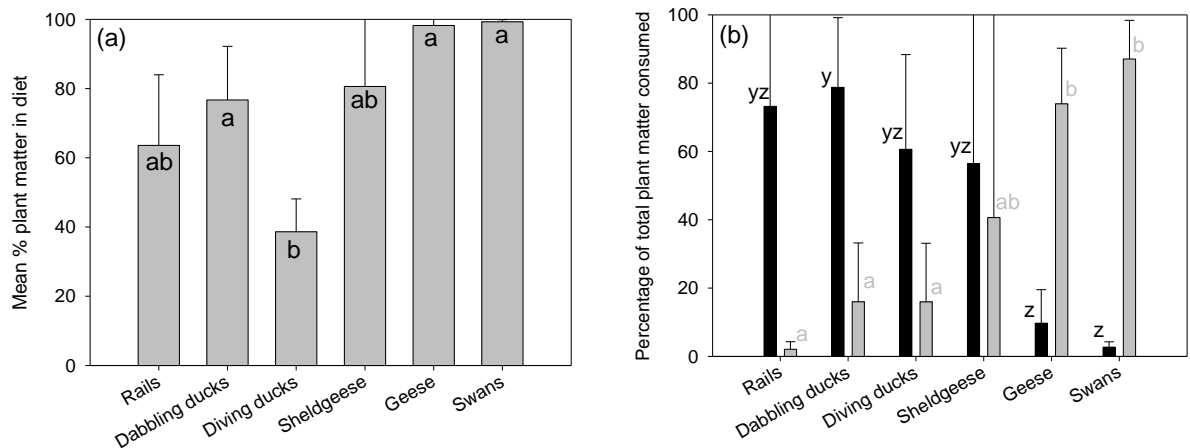 (a)
Mean % plant matter in diet
100
80
60
40
20
0
ab
a
b
ab
a
a
Rails
Dabbling ducks
Diving ducks
Sheldgeese
Geese
Swans
(b)
Percentage of total plant matter consumed
100
80
60
40
20
0
yz
a
y
a
yz
a
yz
ab
z
b
z
b
Rails
Dabbling ducks
Diving ducks
Sheldgeese
Geese
Swans